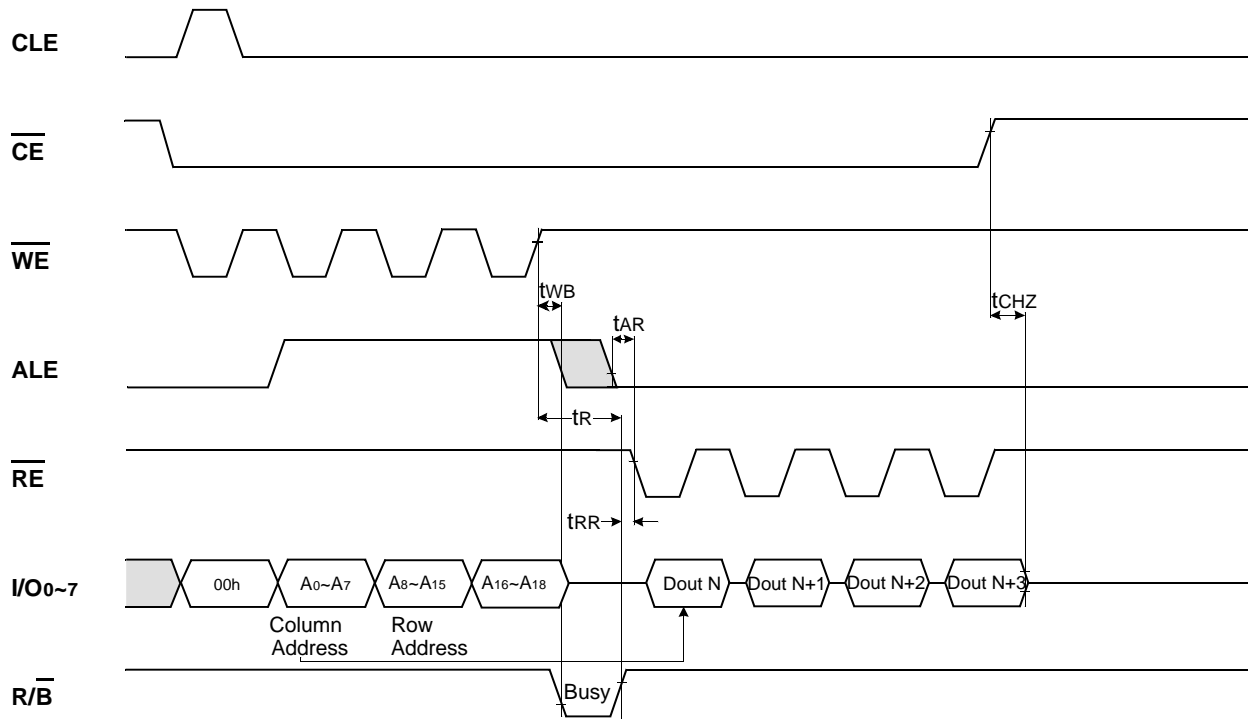 CLE
CE
WE
tWB
tCHZ
tAR
ALE
tR
RE
tRR
I/O0~7
00h
A0~A7
A8~A15
A16~A18
Dout N
Dout N+1
Dout N+2
Dout N+3
Column
Address
Row
Address
R/B
Busy